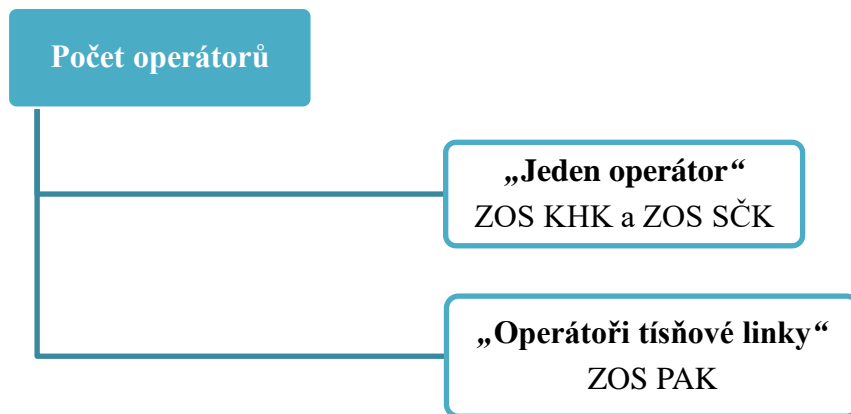 Počet operátorů
„Jeden operátor“
ZOS KHK a ZOS SČK
„Operátoři tísňové linky“
ZOS PAK